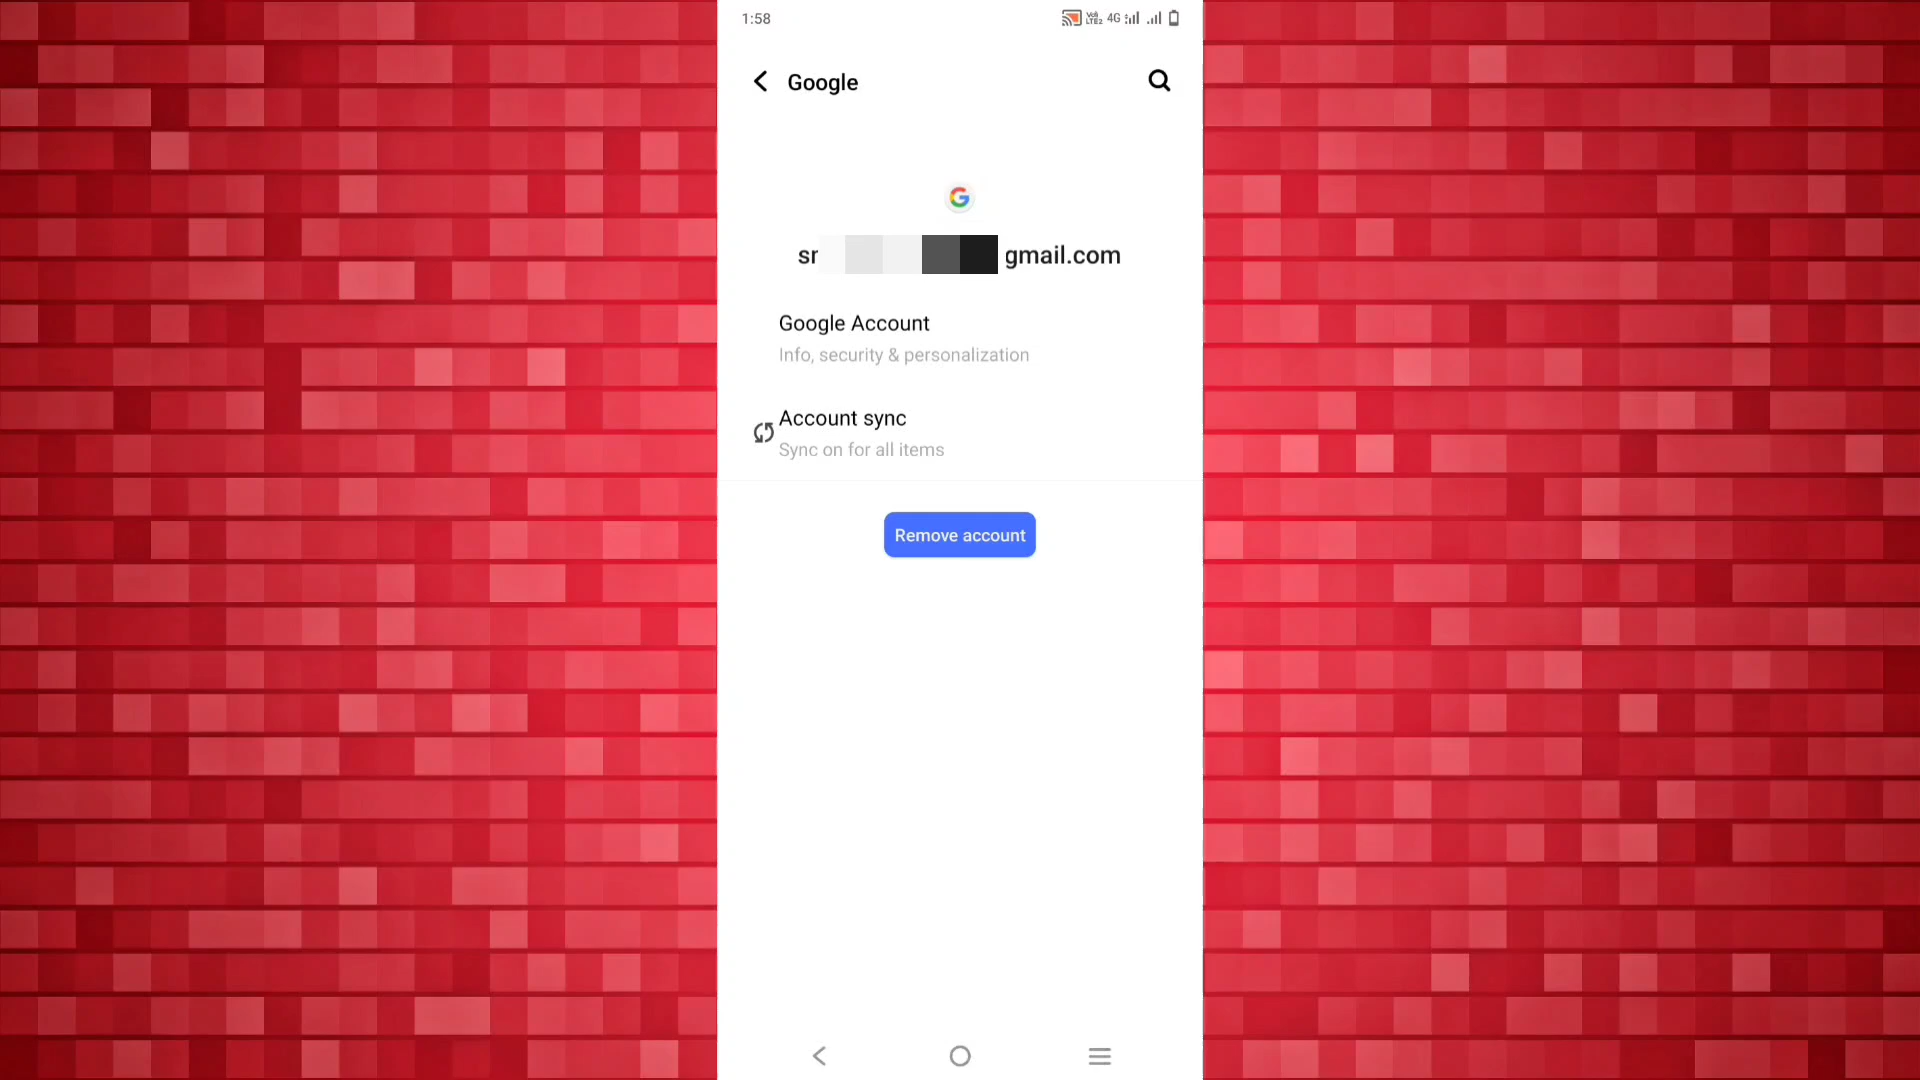 1:58
4G
Google
gmail.com
Google Account
Info, security & personalization
Account sync
Sync on for all items
Remove account